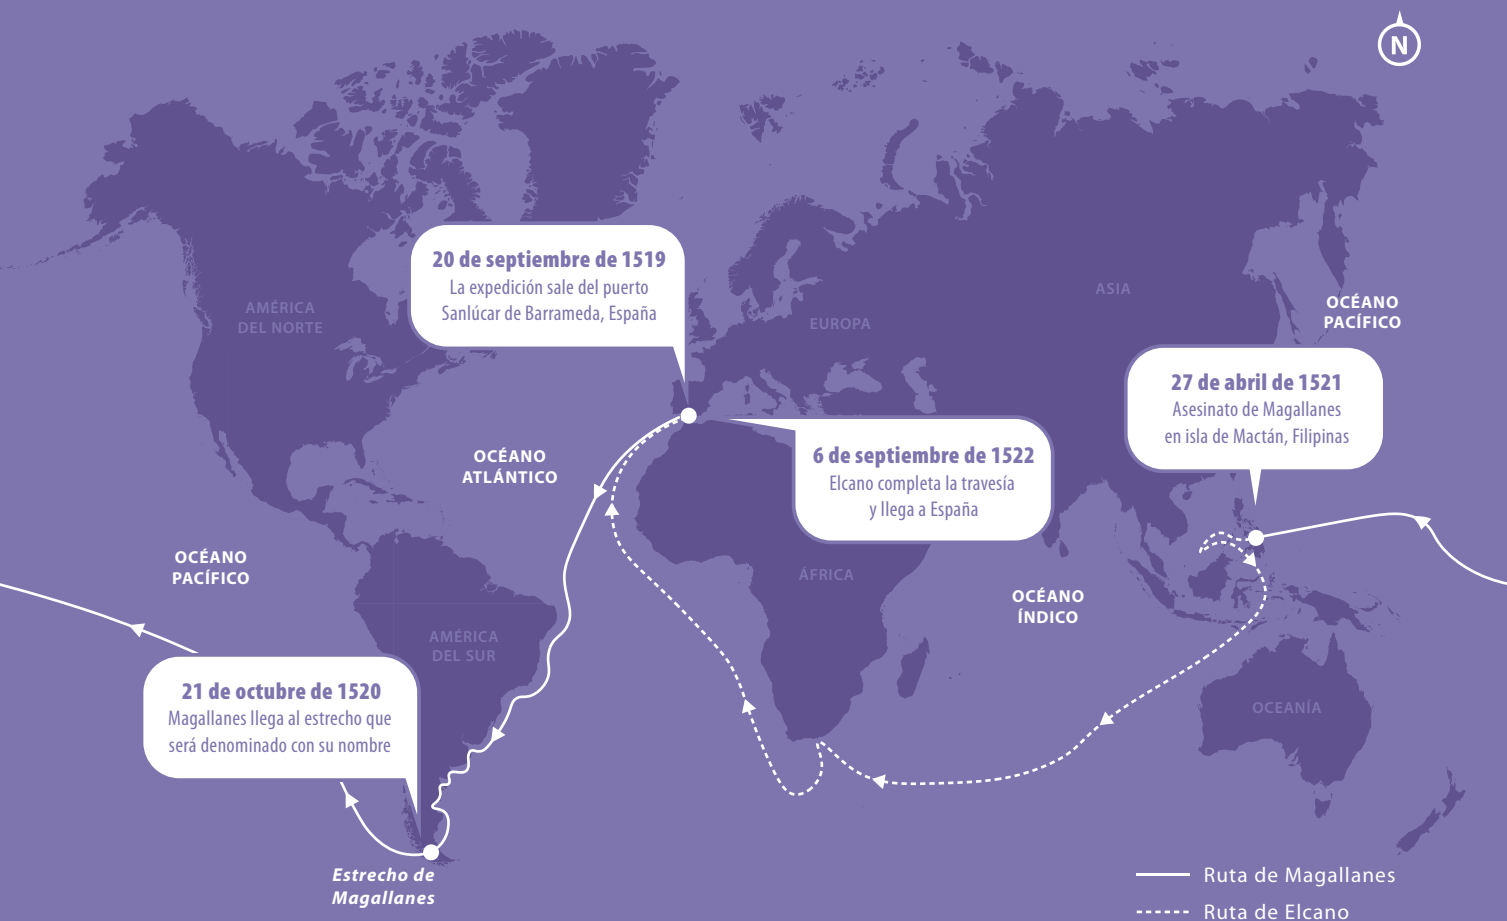 N
20 de septiembre de 1519
La expedición sale del puerto
Sanlúcar de Barrameda, España
AMÉRICA
DEL NORTE
EUROPA
ASIA
OCÉANO
PACÍFICO
27 de abril de 1521
Asesinato de Magallanes
en isla de Mactán, Filipinas
OCÉANO
ATLÁNTICO
6 de septiembre de 1522
Elcano completa la travesía
y llega a España
OCÉANO
PACÍFICO
ÁFRICA
OCÉANO
ÍNDICO
AMÉRICA
DEL SUR
21 de octubre de 1520
Magallanes llega al estrecho que
será denominado con su nombre
OCEANÍA
Estrecho de
Magallanes
Ruta de Magallanes
Ruta de Elcano